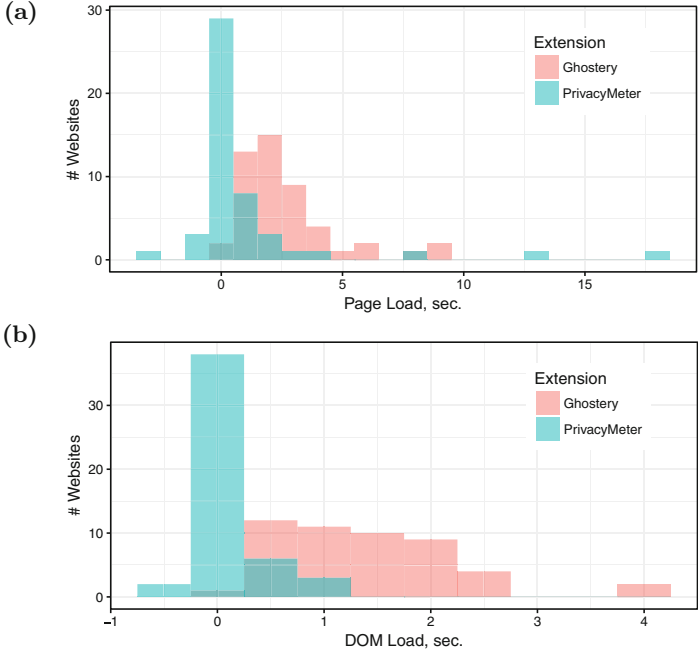 (a)
30
20
10
0
# Websites
0 5 10 15
Page Load, sec.
Extension
Ghostery
PrivacyMeter
(b)
30
20
10
0
# Websites
−1 0 1 2 3 4
DOM Load, sec.
Extension
Ghostery
PrivacyMeter